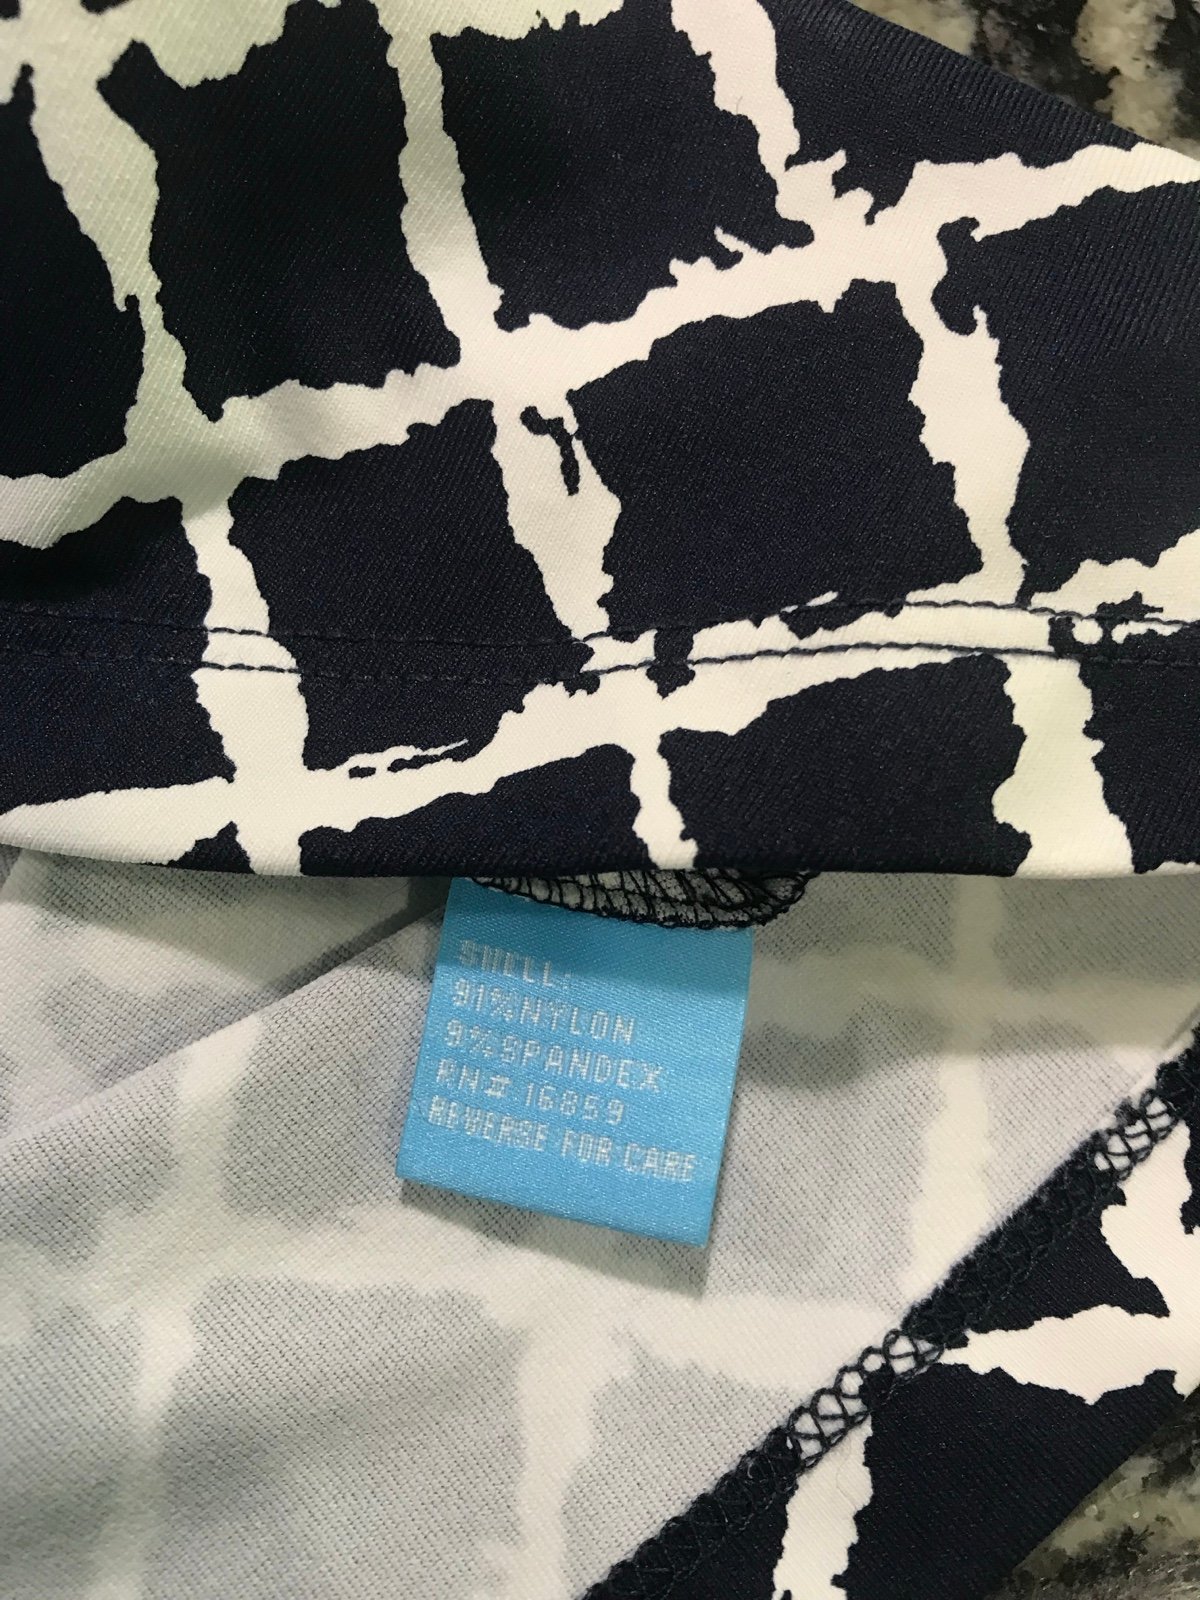 SHELL:
91%NYLON
9%SPANDEX
RN# 16859
REVERSE FOR CARE